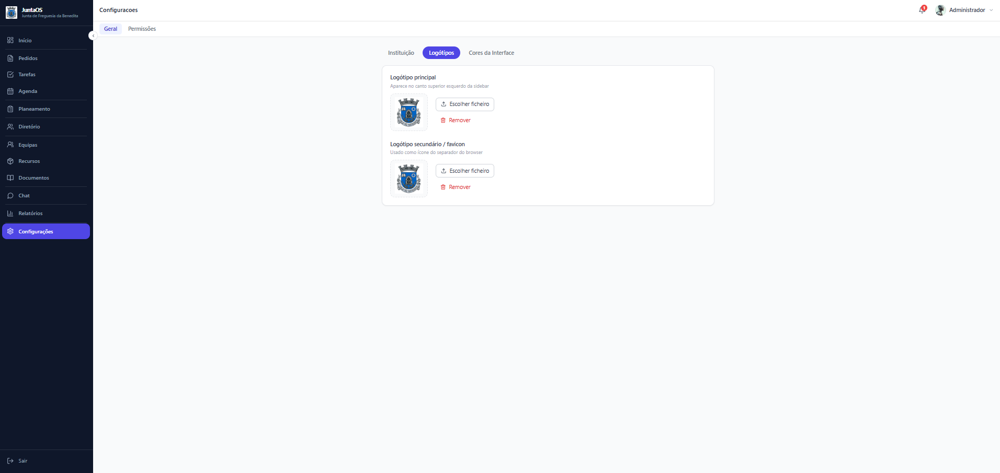 JuntaOS
Junta de Freguesia da Benedita
Início
Pedidos
Tarefas
Agenda
Planeamento
Diretório
Equipas
Recursos
Documentos
Chat
Relatórios
Configurações
Sair
Configuracoes
1
Administrador
Geral
Permissões
Instituição
Logótipos
Cores da Interface
Logótipo principal
Aparece no canto superior esquerdo da sidebar
Escolher ficheiro
Remover
Logótipo secundário / favicon
Usado como ícone do separador do browser
Escolher ficheiro
Remover